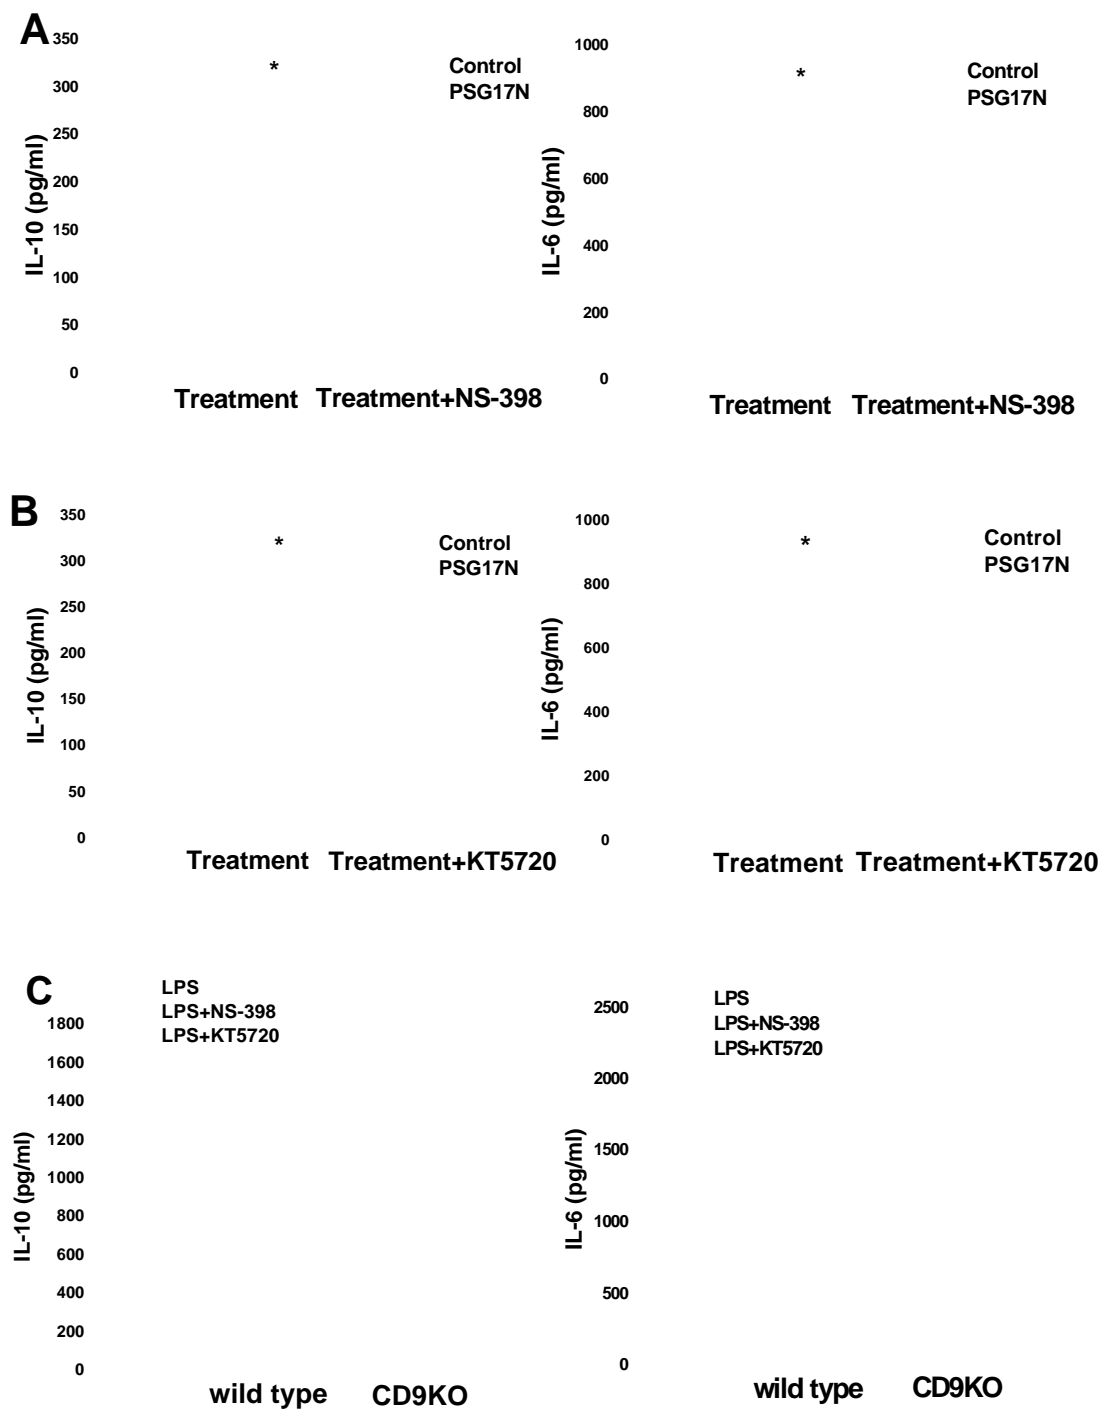 A
350
300
250
200
150
100
50
0
IL-10 (pg/ml)
*
Control
PSG17N
Treatment
Treatment+NS-398
1000
800
600
400
200
0
IL-6 (pg/ml)
*
Control
PSG17N
Treatment
Treatment+NS-398
B
350
300
250
200
150
100
50
0
IL-10 (pg/ml)
*
Control
PSG17N
Treatment
Treatment+KT5720
1000
800
600
400
200
0
IL-6 (pg/ml)
*
Control
PSG17N
Treatment
Treatment+KT5720
C
LPS
LPS+NS-398
LPS+KT5720
1800
1600
1400
1200
1000
800
600
400
200
0
IL-10 (pg/ml)
wild type
CD9KO
LPS
LPS+NS-398
LPS+KT5720
2500
2000
1500
1000
500
0
IL-6 (pg/ml)
wild type
CD9KO